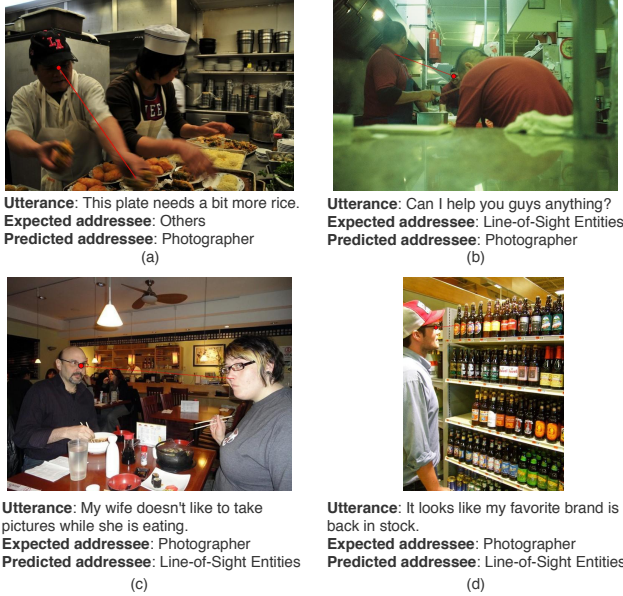 LA
LEE
Utterance: This plate needs a bit more rice.
Expected addressee: Others
Predicted addressee: Photographer
(a)
Utterance: Can I help you guys anything?
Expected addressee: Line-of-Sight Entities
Predicted addressee: Photographer
(b)
Utterance: My wife doesn't like to take
pictures while she is eating.
Expected addressee: Photographer
Predicted addressee: Line-of-Sight Entities
(c)
Utterance: It looks like my favorite brand is
back in stock.
Expected addressee: Photographer
Predicted addressee: Line-of-Sight Entities
(d)